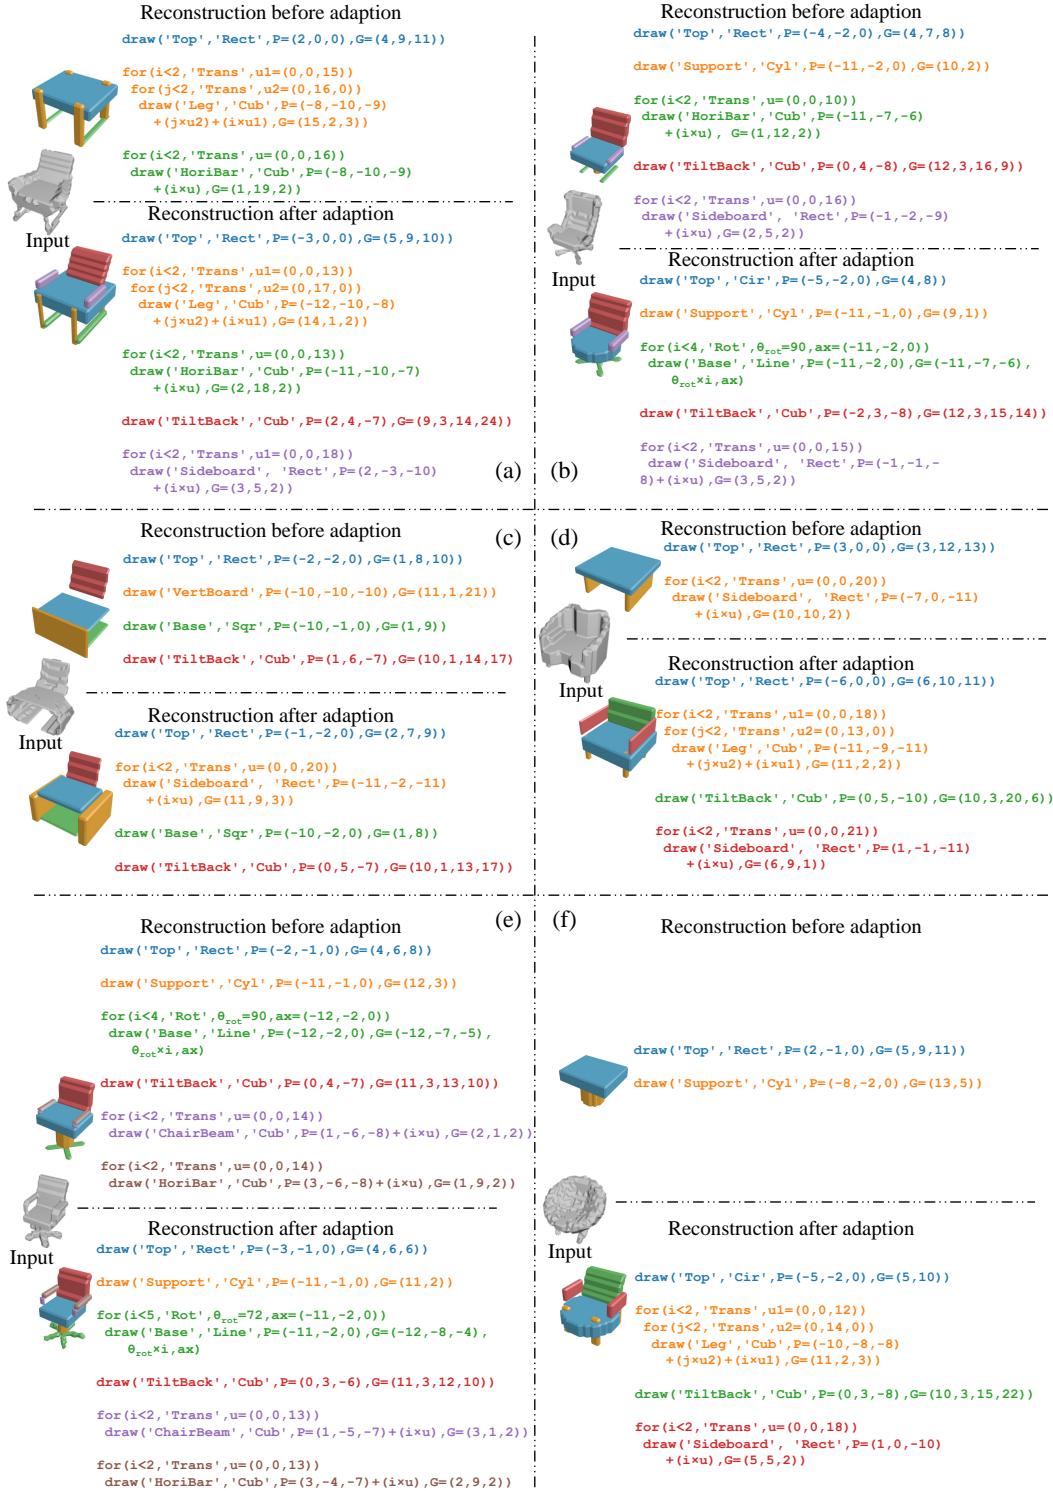 Reconstruction before adaption
draw('Top','Rect',P=(2,0,0),G=(4,9,11))
for(i<2,'Trans',u1=(0,0,15))
for(j<2,'Trans',u2=(0,16,0))
draw('Leg','Cub',P=(-8,-10,-9)
+(j×u2)+(i×u1),G=(15,2,3))
for(i<2,'Trans',u=(0,0,16))
draw('HoriBar','Cub',P=(-8,-10,-9)
+(i×u),G=(1,19,2))
Input
Reconstruction after adaption
draw('Top','Rect',P=(-3,0,0),G=(5,9,10))
for(i<2,'Trans',u1=(0,0,13))
for(j<2,'Trans',u2=(0,17,0))
draw('Leg','Cub',P=(-12,-10,-8)
+(j×u2)+(i×u1),G=(14,1,2))
for(i<2,'Trans',u=(0,0,13))
draw('HoriBar','Cub',P=(-11,-10,-7)
+(i×u),G=(2,18,2))
draw('TiltBack','Cub',P=(2,4,-7),G=(9,3,14,24))
for(i<2,'Trans',u1=(0,0,18))
draw('Sideboard', 'Rect',P=(2,-3,-10)
+(i×u),G=(3,5,2))
(a)
Reconstruction before adaption
draw('Top','Rect',P=(-4,-2,0),G=(4,7,8))
draw('Support','Cyl',P=(-11,-2,0),G=(10,2))
for(i<2,'Trans',u=(0,0,10))
draw('HoriBar','Cub',P=(-11,-7,-6)
+(i×u), G=(1,12,2))
draw('TiltBack','Cub',P=(0,4,-8),G=(12,3,16,9))
for(i<2,'Trans',u=(0,0,16))
draw('Sideboard', 'Rect',P=(-1,-2,-9)
+(i×u),G=(2,5,2))
Input
Reconstruction after adaption
draw('Top','Cir',P=(-5,-2,0),G=(4,8))
draw('Support','Cyl',P=(-11,-1,0),G=(9,1))
for(i<4,'Rot',θrot=90,ax=(-11,-2,0))
draw('Base','Line',P=(-11,-2,0),G=(-11,-7,-6),
θrot×i,ax)
draw('TiltBack','Cub',P=(-2,3,-8),G=(12,3,15,14))
for(i<2,'Trans',u=(0,0,15))
draw('Sideboard', 'Rect',P=(-1,-1,-
8)+(i×u),G=(3,5,2))
(b)
Reconstruction before adaption
(c)
draw('Top','Rect',P=(-2,-2,0),G=(1,8,10))
draw('VertBoard',P=(-10,-10,-10),G=(11,1,21))
draw('Base','Sqr',P=(-10,-1,0),G=(1,9))
draw('TiltBack','Cub',P=(1,6,-7),G=(10,1,14,17)
Input
Reconstruction after adaption
draw('Top','Rect',P=(-1,-2,0),G=(2,7,9))
for(i<2,'Trans',u=(0,0,20))
draw('Sideboard', 'Rect',P=(-11,-2,-11)
+(i×u),G=(11,9,3))
draw('Base','Sqr',P=(-10,-2,0),G=(1,8))
draw('TiltBack','Cub',P=(0,5,-7),G=(10,1,13,17))
(d)
Reconstruction before adaption
draw('Top','Rect',P=(3,0,0),G=(3,12,13))
for(i<2,'Trans',u=(0,0,20))
draw('Sideboard', 'Rect',P=(-7,0,-11)
+(i×u),G=(10,10,2))
Input
Reconstruction after adaption
draw('Top','Rect',P=(-6,0,0),G=(6,10,11))
for(i<2,'Trans',u1=(0,0,18))
for(j<2,'Trans',u2=(0,13,0))
draw('Leg','Cub',P=(-11,-9,-11)
+(j×u2)+(i×u1),G=(11,2,2))
draw('TiltBack','Cub',P=(0,5,-10),G=(10,3,20,6))
for(i<2,'Trans',u=(0,0,21))
draw('Sideboard', 'Rect',P=(1,-1,-11)
+(i×u),G=(6,9,1))
(e)
Reconstruction before adaption
draw('Top','Rect',P=(-2,-1,0),G=(4,6,8))
draw('Support','Cyl',P=(-11,-1,0),G=(12,3))
for(i<4,'Rot',θrot=90,ax=(-12,-2,0))
draw('Base','Line',P=(-12,-2,0),G=(-12,-7,-5),
θrot×i,ax)
draw('TiltBack','Cub',P=(0,4,-7),G=(11,3,13,10))
for(i<2,'Trans',u=(0,0,14))
draw('ChairBeam','Cub',P=(1,-6,-8)+(i×u),G=(2,1,2))
for(i<2,'Trans',u=(0,0,14))
draw('HoriBar','Cub',P=(3,-6,-8)+(i×u),G=(1,9,2))
Input
Reconstruction after adaption
draw('Top','Rect',P=(-3,-1,0),G=(4,6,6))
draw('Support','Cyl',P=(-11,-1,0),G=(11,2))
for(i<5,'Rot',θrot=72,ax=(-11,-2,0))
draw('Base','Line',P=(-11,-2,0),G=(-12,-8,-4),
θrot×i,ax)
draw('TiltBack','Cub',P=(0,3,-6),G=(11,3,12,10))
for(i<2,'Trans',u=(0,0,13))
draw('ChairBeam','Cub',P=(1,-5,-7)+(i×u),G=(3,1,2))
for(i<2,'Trans',u=(0,0,13))
draw('HoriBar','Cub',P=(3,-4,-7)+(i×u),G=(2,9,2))
(f)
Reconstruction before adaption
draw('Top','Rect',P=(2,-1,0),G=(5,9,11))
draw('Support','Cyl',P=(-8,-2,0),G=(13,5))
Input
Reconstruction after adaption
draw('Top','Cir',P=(-5,-2,0),G=(5,10))
for(i<2,'Trans',u1=(0,0,12))
for(j<2,'Trans',u2=(0,14,0))
draw('Leg','Cub',P=(-10,-8,-8)
+(j×u2)+(i×u1),G=(11,2,3))
draw('TiltBack','Cub',P=(0,3,-8),G=(10,3,15,22))
for(i<2,'Trans',u=(0,0,18))
draw('Sideboard', 'Rect',P=(1,0,-10)
+(i×u),G=(5,5,2))